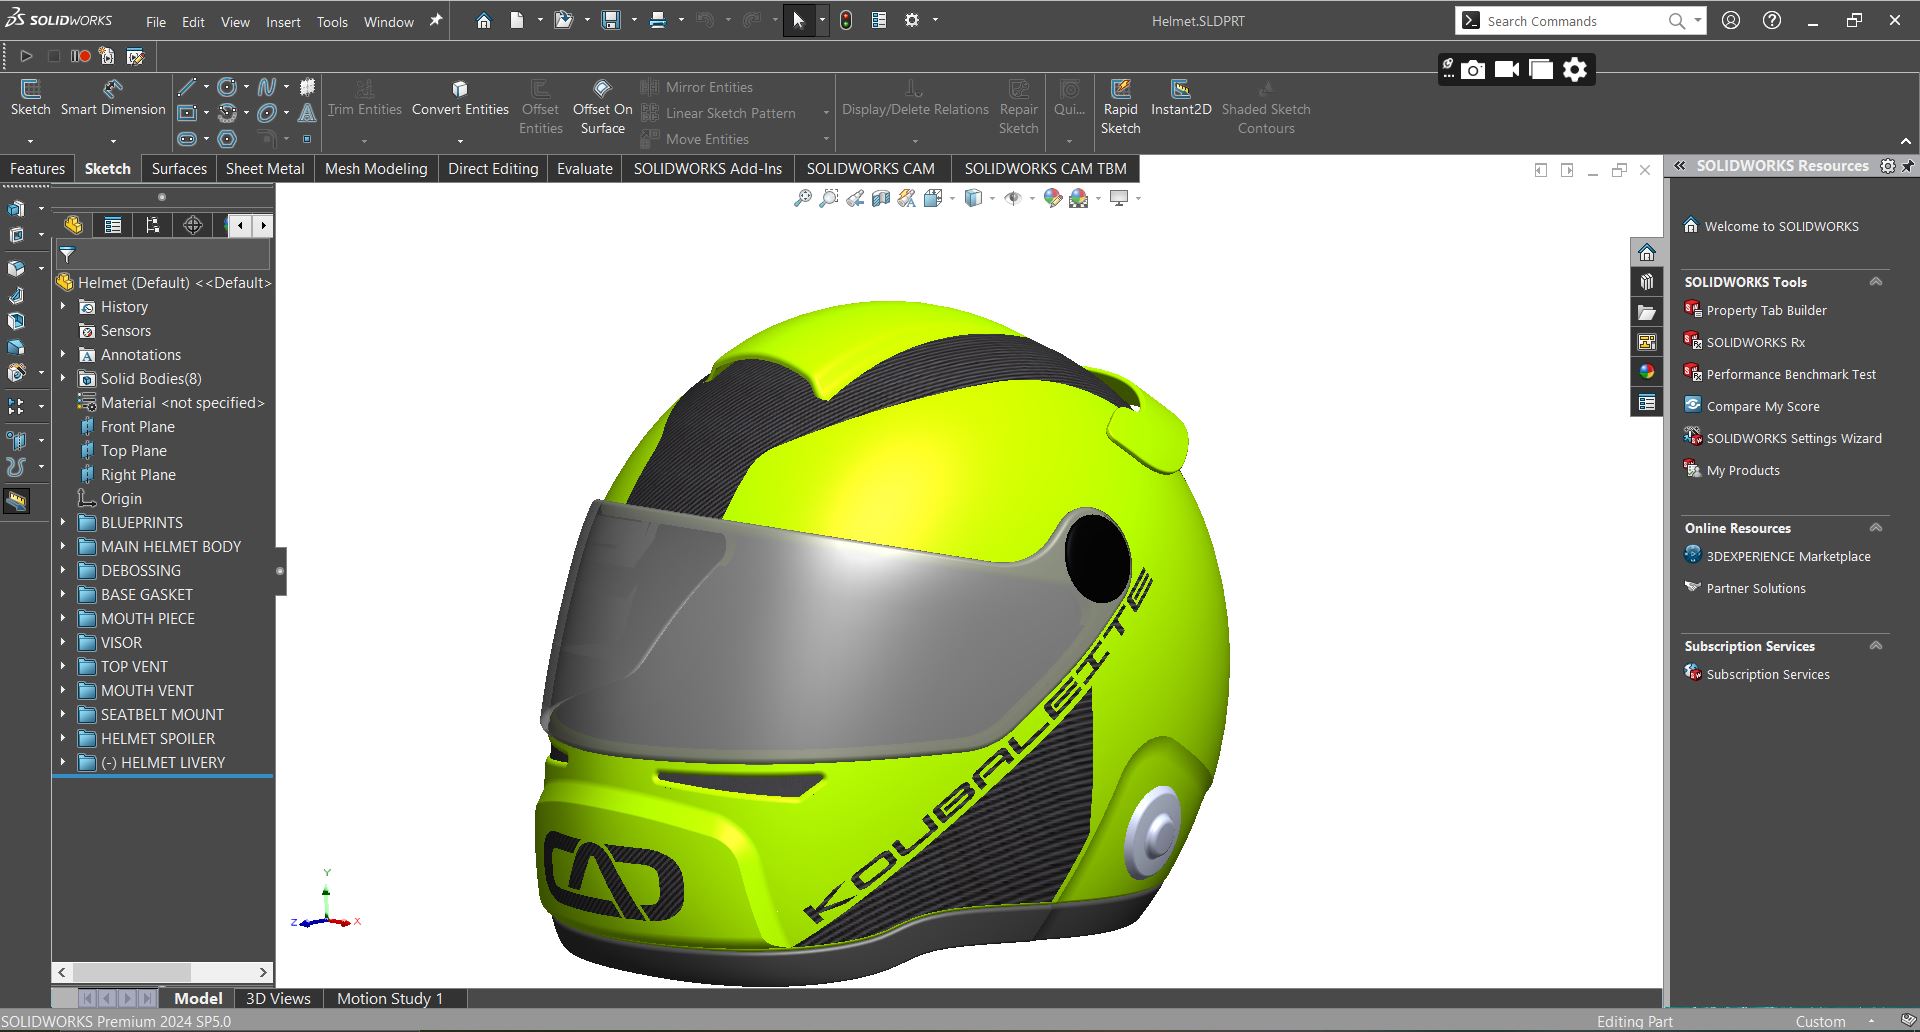 SOLIDWORKS File Edit View Insert Tools Window Helmet.SLDPRT Search Commands
Sketch Smart Dimension Trim Entities Convert Entities Offset Entities Offset On Surface Mirror Entities Linear Sketch Pattern Move Entities Display/Delete Relations Repair Sketch Qui... Rapid Sketch Instant2D Shaded Sketch Contours
Features Sketch Surfaces Sheet Metal Mesh Modeling Direct Editing Evaluate SOLIDWORKS Add-Ins SOLIDWORKS CAM SOLIDWORKS CAM TBM
Helmet (Default) <<Default>
History
Sensors
Annotations
Solid Bodies(8)
Material <not specified>
Front Plane
Top Plane
Right Plane
Origin
BLUEPRINTS
MAIN HELMET BODY
DEBOSSING
BASE GASKET
MOUTH PIECE
VISOR
TOP VENT
MOUTH VENT
SEATBELT MOUNT
HELMET SPOILER
(-) HELMET LIVERY
KOUBALEITE
CAD
Y
Z X
SOLIDWORKS Resources
Welcome to SOLIDWORKS
SOLIDWORKS Tools
Property Tab Builder
SOLIDWORKS Rx
Performance Benchmark Test
Compare My Score
SOLIDWORKS Settings Wizard
My Products
Online Resources
3DEXPERIENCE Marketplace
Partner Solutions
Subscription Services
Subscription Services
Model 3D Views Motion Study 1
SOLIDWORKS Premium 2024 SP5.0 Editing Part Custom